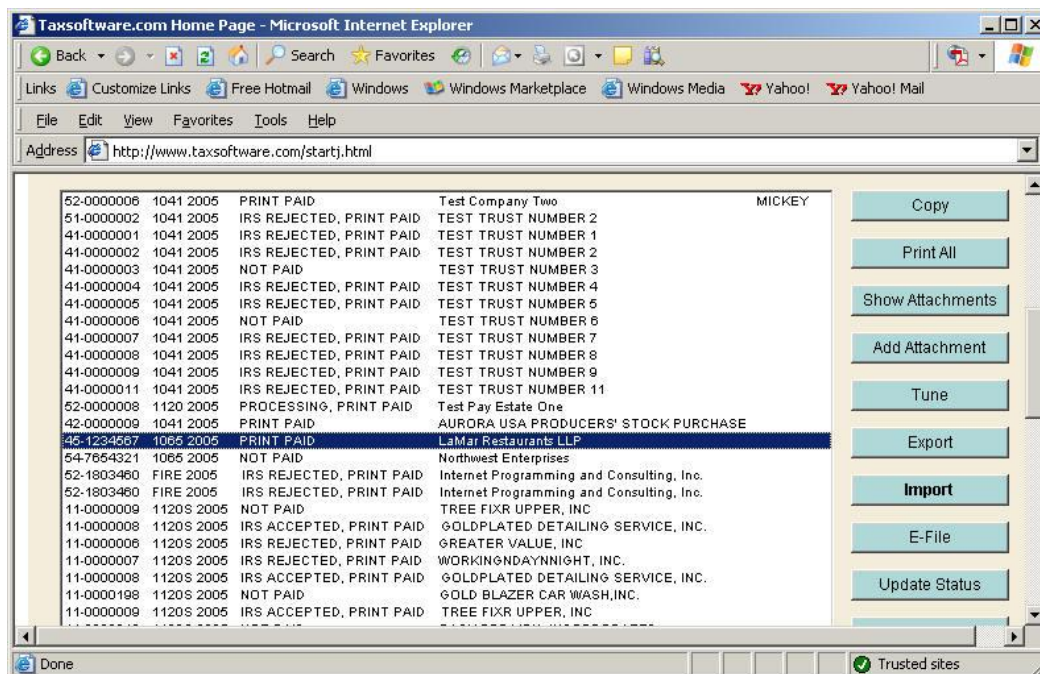 Taxsoftware.com Home Page - Microsoft Internet Explorer
Back Search Favorites
Links Customize Links Free Hotmail Windows Windows Marketplace Windows Media Yahoo! Yahoo! Mail
File Edit View Favorites Tools Help
Address http://www.taxsoftware.com/startj.html
52-0000006 1041 2005 PRINT PAID Test Company Two MICKEY
51-0000002 1041 2005 IRS REJECTED, PRINT PAID TEST TRUST NUMBER 2
41-0000001 1041 2005 IRS REJECTED, PRINT PAID TEST TRUST NUMBER 1
41-0000002 1041 2005 IRS REJECTED, PRINT PAID TEST TRUST NUMBER 2
41-0000003 1041 2005 NOT PAID TEST TRUST NUMBER 3
41-0000004 1041 2005 IRS REJECTED, PRINT PAID TEST TRUST NUMBER 4
41-0000005 1041 2005 IRS REJECTED, PRINT PAID TEST TRUST NUMBER 5
41-0000006 1041 2005 NOT PAID TEST TRUST NUMBER 6
41-0000007 1041 2005 IRS REJECTED, PRINT PAID TEST TRUST NUMBER 7
41-0000008 1041 2005 IRS REJECTED, PRINT PAID TEST TRUST NUMBER 8
41-0000009 1041 2005 IRS REJECTED, PRINT PAID TEST TRUST NUMBER 9
41-0000011 1041 2005 IRS REJECTED, PRINT PAID TEST TRUST NUMBER 11
52-0000008 1120 2005 PROCESSING, PRINT PAID Test Pay Estate One
42-0000009 1041 2005 PRINT PAID AURORA USA PRODUCERS' STOCK PURCHASE
45-1234567 1065 2005 PRINT PAID LaMar Restaurants LLP
54-7654321 1065 2005 NOT PAID Northwest Enterprises
52-1803460 FIRE 2005 IRS REJECTED, PRINT PAID Internet Programming and Consulting, Inc.
52-1803460 FIRE 2005 IRS REJECTED, PRINT PAID Internet Programming and Consulting, Inc.
11-0000009 1120S 2005 NOT PAID TREE FIXR UPPER, INC
11-0000008 1120S 2005 IRS ACCEPTED, PRINT PAID GOLDPLATED DETAILING SERVICE, INC.
11-0000006 1120S 2005 IRS REJECTED, PRINT PAID GREATER VALUE, INC
11-0000007 1120S 2005 IRS REJECTED, PRINT PAID WORKINGNDAYNNIGHT, INC.
11-0000008 1120S 2005 IRS ACCEPTED, PRINT PAID GOLDPLATED DETAILING SERVICE, INC.
11-0000198 1120S 2005 NOT PAID GOLD BLAZER CAR WASH,INC.
11-0000009 1120S 2005 IRS ACCEPTED, PRINT PAID TREE FIXR UPPER, INC
Copy
Print All
Show Attachments
Add Attachment
Tune
Export
Import
E-File
Update Status
Done Trusted sites